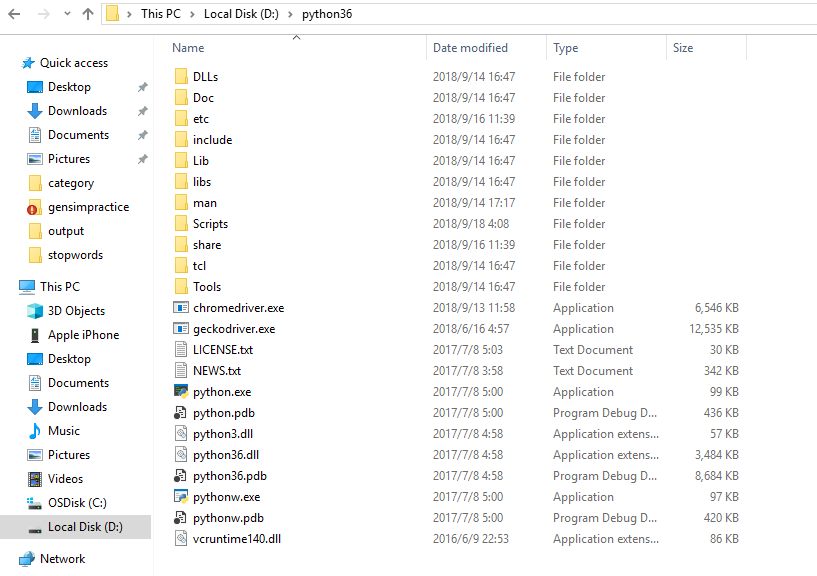 This PC > Local Disk (D:) > python36
Name Date modified Type Size
Quick access
Desktop
Downloads
Documents
Pictures
category
gensimpractice
output
stopwords
This PC
3D Objects
Apple iPhone
Desktop
Documents
Downloads
Music
Pictures
Videos
OSDisk (C:)
Local Disk (D:)
Network
DLLs 2018/9/14 16:47 File folder
Doc 2018/9/14 16:47 File folder
etc 2018/9/16 11:39 File folder
include 2018/9/14 16:47 File folder
Lib 2018/9/14 16:47 File folder
libs 2018/9/14 16:47 File folder
man 2018/9/14 17:17 File folder
Scripts 2018/9/18 4:08 File folder
share 2018/9/16 11:39 File folder
tcl 2018/9/14 16:47 File folder
Tools 2018/9/14 16:47 File folder
chromedriver.exe 2018/9/13 11:58 Application 6,546 KB
geckodriver.exe 2018/6/16 4:57 Application 12,535 KB
LICENSE.txt 2017/7/8 5:03 Text Document 30 KB
NEWS.txt 2017/7/8 3:58 Text Document 342 KB
python.exe 2017/7/8 5:00 Application 99 KB
python.pdb 2017/7/8 5:00 Program Debug D... 436 KB
python3.dll 2017/7/8 4:58 Application extens... 57 KB
python36.dll 2017/7/8 4:58 Application extens... 3,484 KB
python36.pdb 2017/7/8 4:58 Program Debug D... 8,684 KB
pythonw.exe 2017/7/8 5:00 Application 97 KB
pythonw.pdb 2017/7/8 5:00 Program Debug D... 420 KB
vcruntime140.dll 2016/6/9 22:53 Application extens... 86 KB